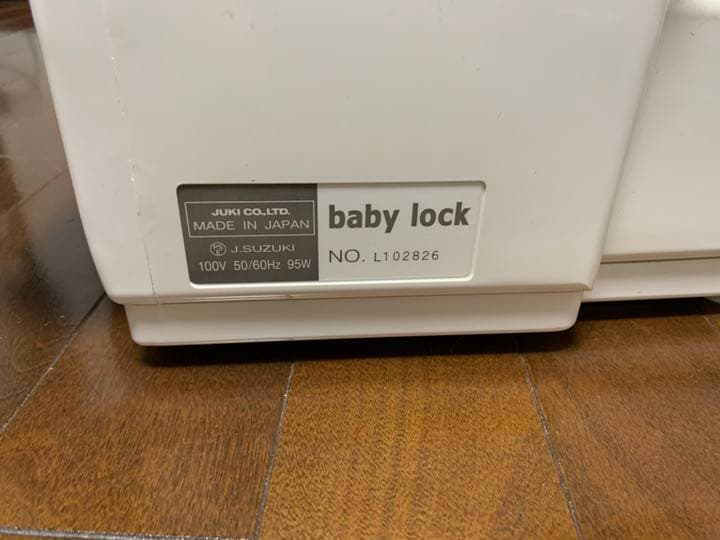 JUKI CO.,LTD.
MADE IN JAPAN
J.SUZUKI
100V 50/60Hz 95W
baby lock
NO. L102826